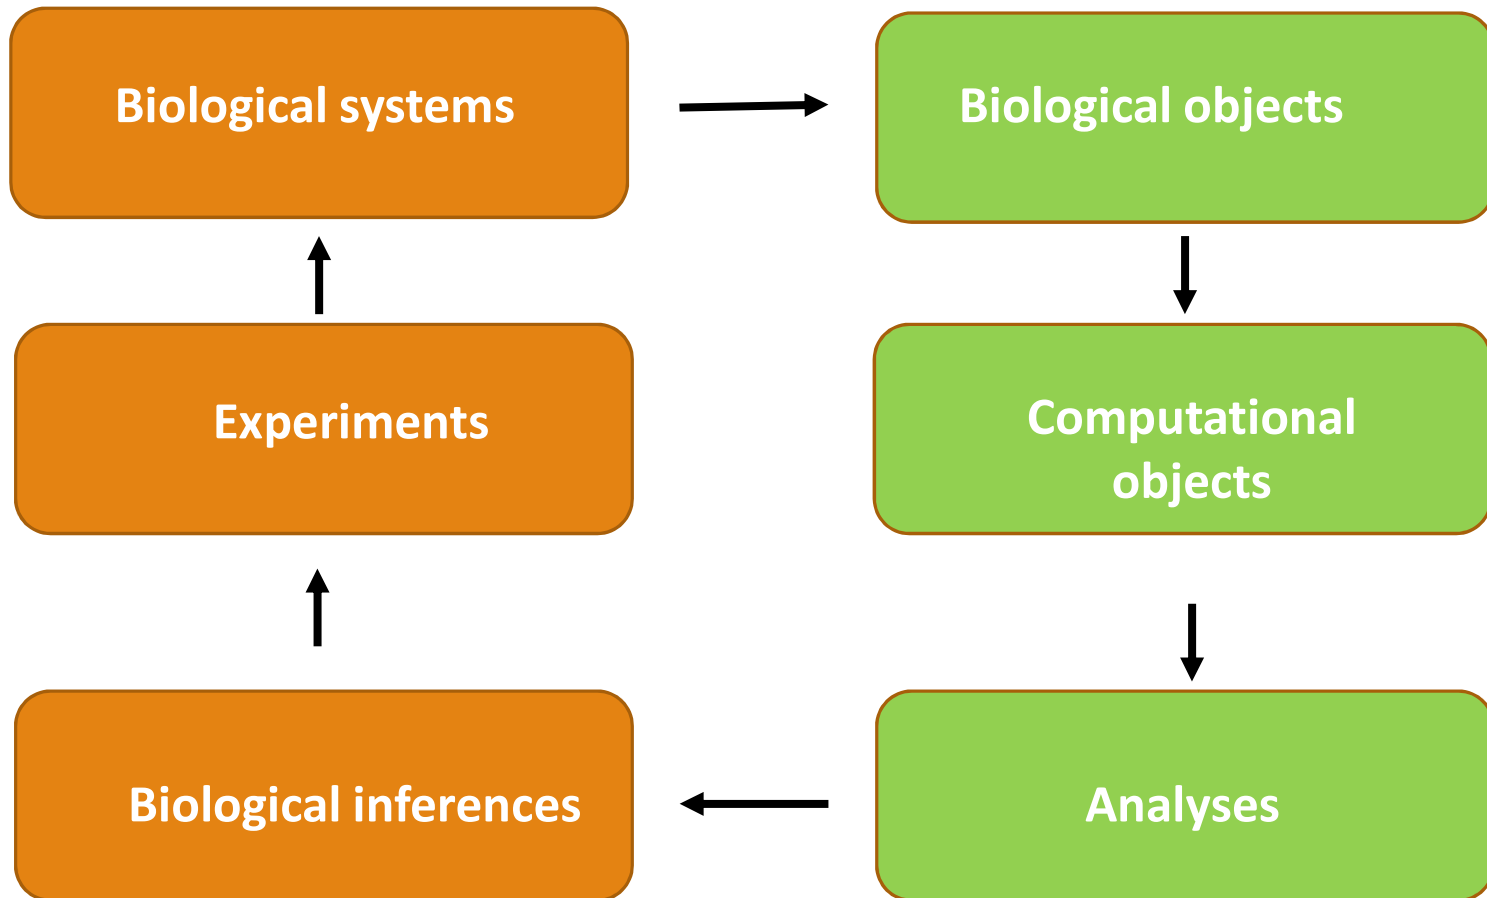 Biological systems
Biological objects
Experiments
Computational
objects
Biological inferences
Analyses